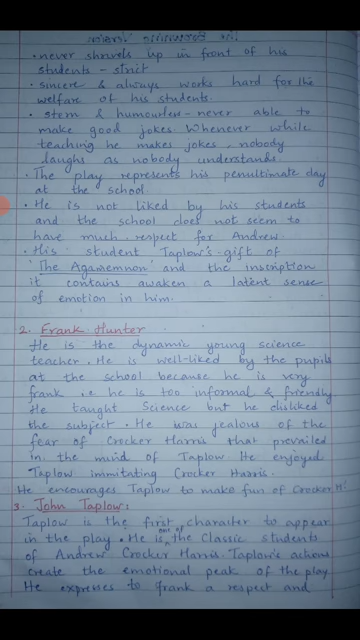 • never shrivels up in front of his
students - strict
• sincere & always works hard for the
welfare of his students.
• stern & humourless - never able to
make good jokes. Whenever while
teaching he makes jokes, nobody
laughs as nobody understands.
• The play represents his penultimate day
at the school.
• He is not liked by his students
and the school does not seem to
have much respect for Andrew.
• His student Taplow's gift of
'The Agamemnon' and the inscription
it contains awaken a latent sense
of emotion in him.
2. Frank Hunter
He is the dynamic young science
teacher. He is well-liked by the pupils
at the school because he is very
frank i.e he is too informal & friendly
He taught Science but he disliked
the subject. He was jealous of the
fear of Crocker Harris that prevailed
in the mind of Taplow. He enjoyed
Taplow immitating Crocker Harris.
He encourages Taplow to make fun of Crocker H.
3. John Taplow:
Taplow is the first character to appear
in the play. He is one of the Classic students
of Andrew Crocker Harris. Taplow's actions
create the emotional peak of the play
He expresses to frank a respect and